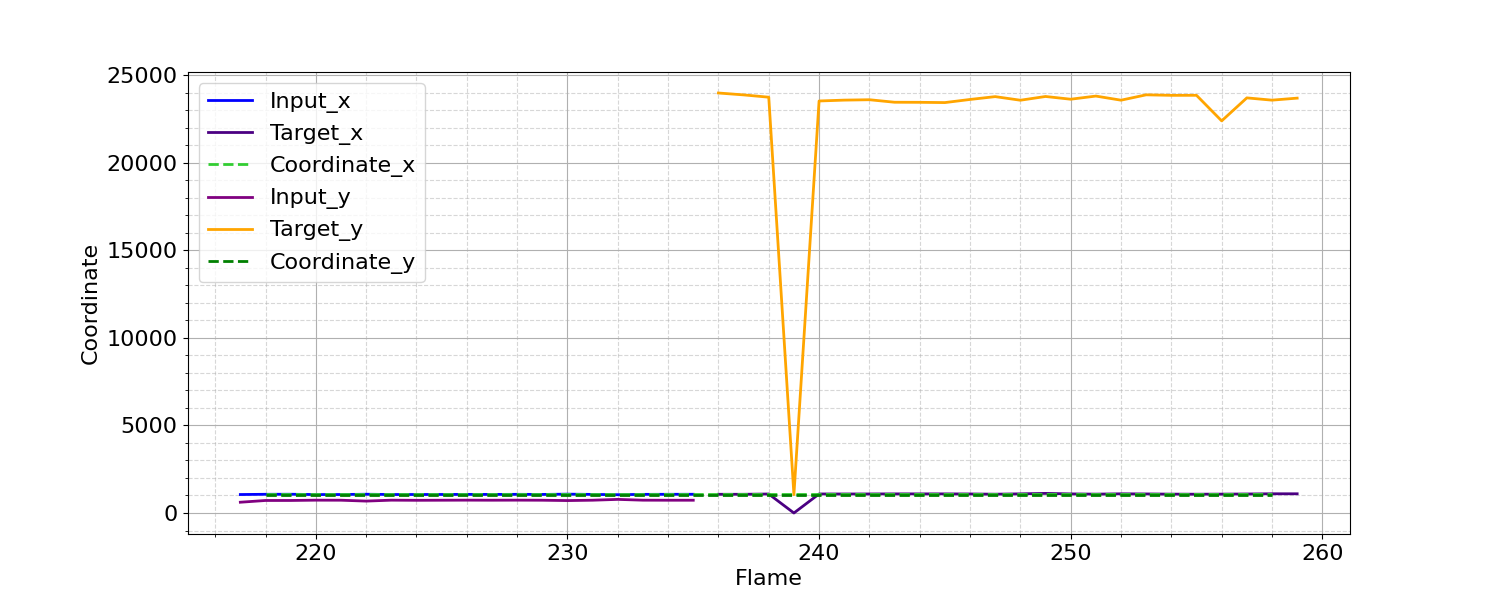 25000
20000
15000
10000
5000
0
Coordinate
Input_x
Target_x
Coordinate_x
Input_y
Target_y
Coordinate_y
220 230 240 250 260
Flame